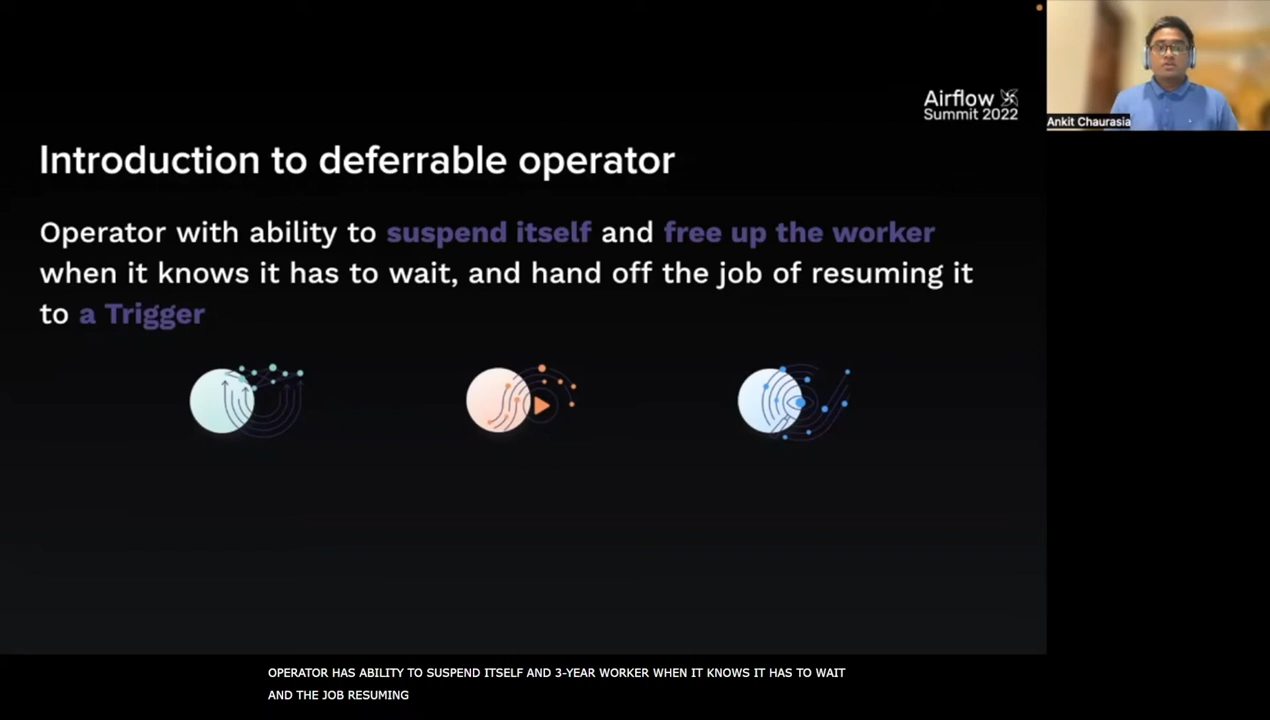 Airflow
Summit 2022
Ankit Chaurasia
Introduction to deferrable operator
Operator with ability to suspend itself and free up the worker
when it knows it has to wait, and hand off the job of resuming it
to a Trigger
OPERATOR HAS ABILITY TO SUSPEND ITSELF AND 3-YEAR WORKER WHEN IT KNOWS IT HAS TO WAIT
AND THE JOB RESUMING